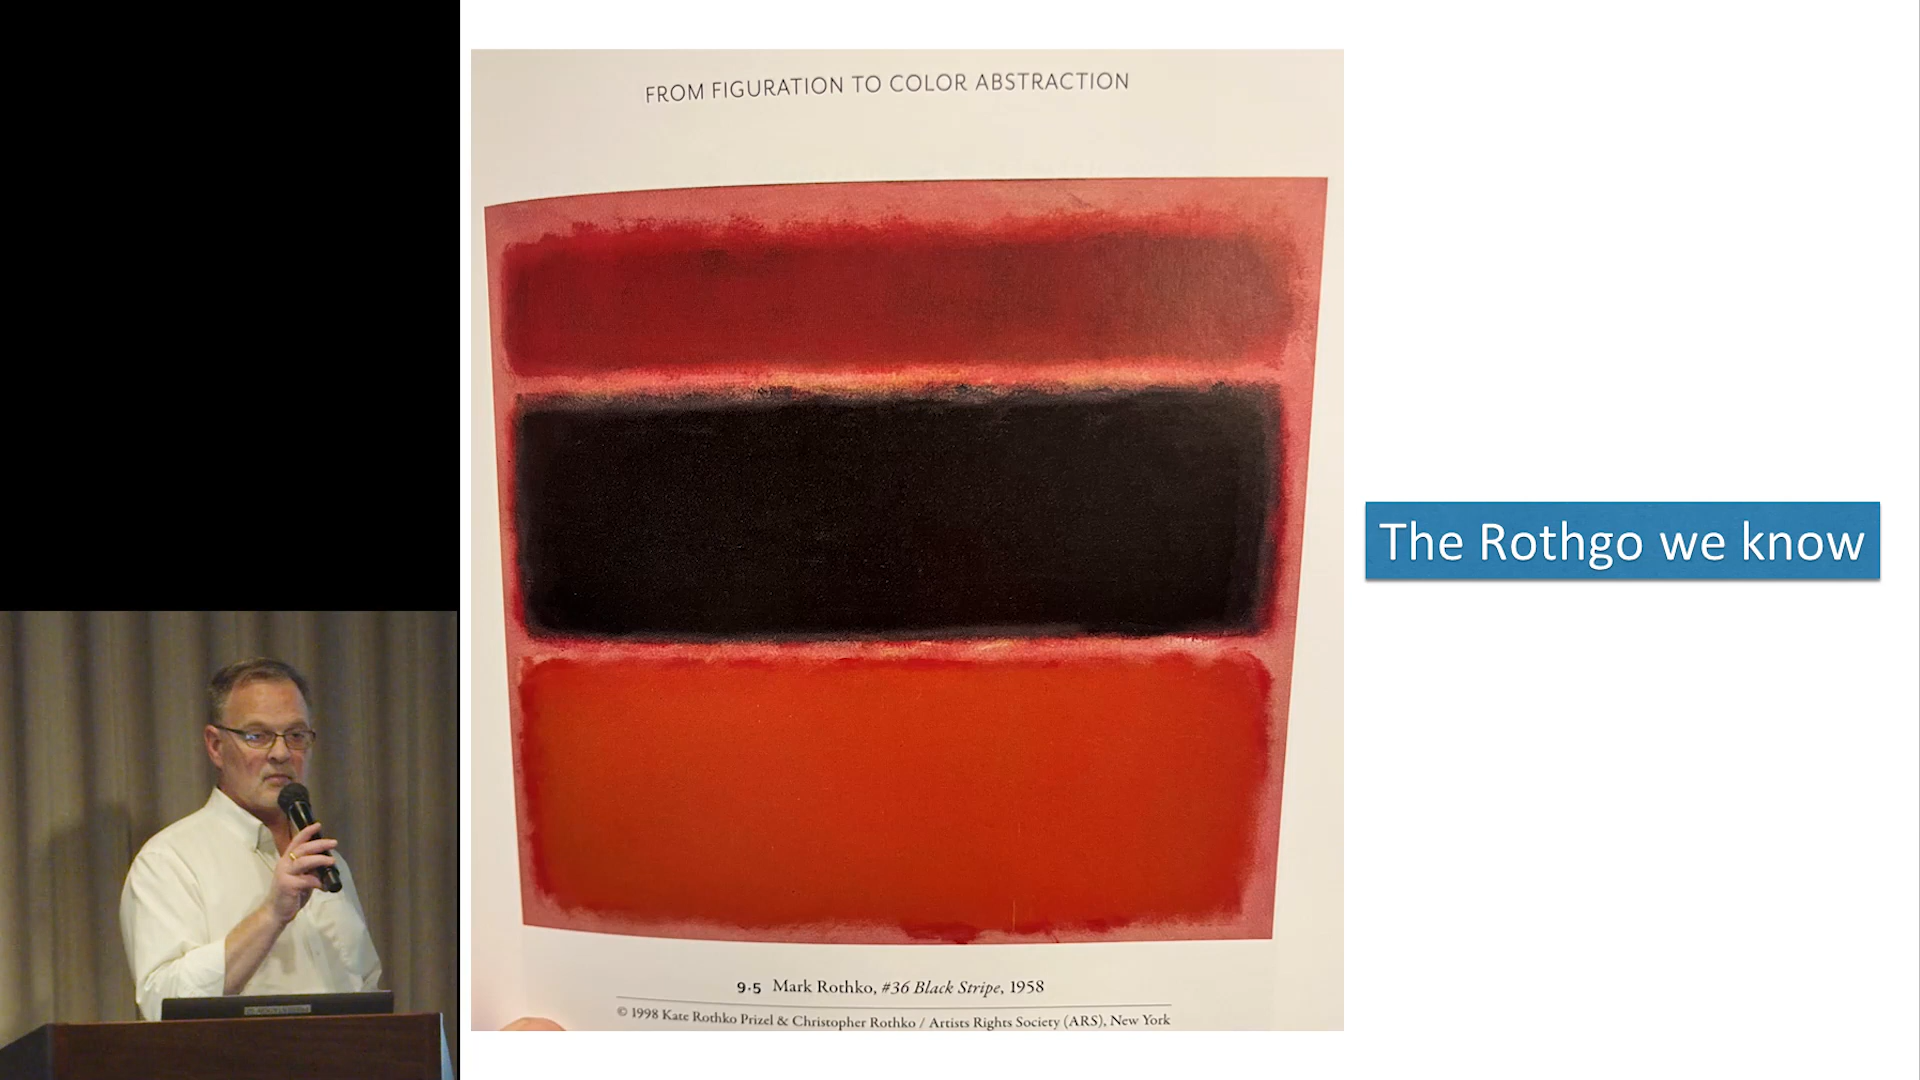 FROM FIGURATION TO COLOR ABSTRACTION
The Rothgo we know
9.5 Mark Rothko, #36 Black Stripe, 1958
© 1998 Kate Rothko Prizel & Christopher Rothko / Artists Rights Society (ARS), New York